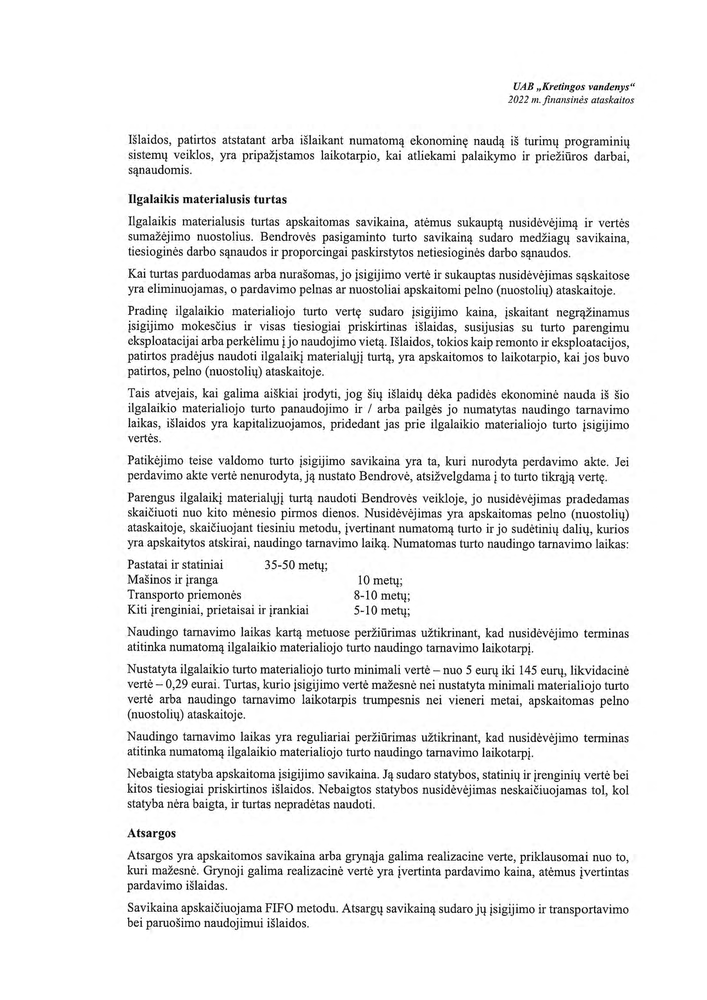 UAB „Kretingos vandenys“
2022 m. finansinės ataskaitos
Išlaidos, patirtos atstatant arba išlaikant numatomą ekonominę naudą iš turimų programinių
sistemų veiklos, yra pripažįstamos laikotarpio, kai atliekami palaikymo ir priežiūros darbai,
sąnaudomis.
Ilgalaikis materialusis turtas
Ilgalaikis materialusis turtas apskaitomas savikaina, atėmus sukauptą nusidėvėjimą ir vertės
sumažėjimo nuostolius. Bendrovės pasigaminto turto savikainą sudaro medžiagų savikaina,
tiesioginės darbo sąnaudos ir proporcingai paskirstytos netiesioginės darbo sąnaudos.
Kai turtas parduodamas arba nurašomas, jo įsigijimo vertė ir sukauptas nusidėvėjimas sąskaitose
yra eliminuojamas, o pardavimo pelnas ar nuostoliai apskaitomi pelno (nuostolių) ataskaitoje.
Pradinę ilgalaikio materialiojo turto vertę sudaro įsigijimo kaina, įskaitant negrąžinamus
įsigijimo mokesčius ir visas tiesiogiai priskirtinas išlaidas, susijusias su turto parengimu
eksploatacijai arba perkėlimu į jo naudojimo vietą. Išlaidos, tokios kaip remonto ir eksploatacijos,
patirtos pradėjus naudoti ilgalaikį materialųjį turtą, yra apskaitomos to laikotarpio, kai jos buvo
patirtos, pelno (nuostolių) ataskaitoje.
Tais atvejais, kai galima aiškiai įrodyti, jog šių išlaidų dėka padidės ekonominė nauda iš šio
ilgalaikio materialiojo turto panaudojimo ir / arba pailgės jo numatytas naudingo tarnavimo
laikas, išlaidos yra kapitalizuojamos, pridedant jas prie ilgalaikio materialiojo turto įsigijimo
vertės.
Patikėjimo teise valdomo turto įsigijimo savikaina yra ta, kuri nurodyta perdavimo akte. Jei
perdavimo akte vertė nenurodyta, ją nustato Bendrovė, atsižvelgdama į to turto tikrąją vertę.
Parengus ilgalaikį materialųjį turtą naudoti Bendrovės veikloje, jo nusidėvėjimas pradedamas
skaičiuoti nuo kito mėnesio pirmos dienos. Nusidėvėjimas yra apskaitomas pelno (nuostolių)
ataskaitoje, skaičiuojant tiesiniu metodu, įvertinant numatomą turto ir jo sudėtinių dalių, kurios
yra apskaitytos atskirai, naudingo tarnavimo laiką. Numatomas turto naudingo tarnavimo laikas:
Pastatai ir statiniai 35-50 metų;
Mašinos ir įranga 10 metų;
Transporto priemonės 8-10 metų;
Kiti įrenginiai, prietaisai ir įrankiai 5-10 metų;
Naudingo tarnavimo laikas kartą metuose peržiūrimas užtikrinant, kad nusidėvėjimo terminas
atitinka numatomą ilgalaikio materialiojo turto naudingo tarnavimo laikotarpį.
Nustatyta ilgalaikio turto materialiojo turto minimali vertė – nuo 5 eurų iki 145 eurų, likvidacinė
vertė – 0,29 eurai. Turtas, kurio įsigijimo vertė mažesnė nei nustatyta minimali materialiojo turto
vertė arba naudingo tarnavimo laikotarpis trumpesnis nei vieneri metai, apskaitomas pelno
(nuostolių) ataskaitoje.
Naudingo tarnavimo laikas yra reguliariai peržiūrimas užtikrinant, kad nusidėvėjimo terminas
atitinka numatomą ilgalaikio materialiojo turto naudingo tarnavimo laikotarpį.
Nebaigta statyba apskaitoma įsigijimo savikaina. Ją sudaro statybos, statinių ir įrenginių vertė bei
kitos tiesiogiai priskirtinos išlaidos. Nebaigtos statybos nusidėvėjimas neskaičiuojamas tol, kol
statyba nėra baigta, ir turtas nepradėtas naudoti.
Atsargos
Atsargos yra apskaitomos savikaina arba grynąja galima realizacine verte, priklausomai nuo to,
kuri mažesnė. Grynoji galima realizacinė vertė yra įvertinta pardavimo kaina, atėmus įvertintas
pardavimo išlaidas.
Savikaina apskaičiuojama FIFO metodu. Atsargų savikainą sudaro jų įsigijimo ir transportavimo
bei paruošimo naudojimui išlaidos.